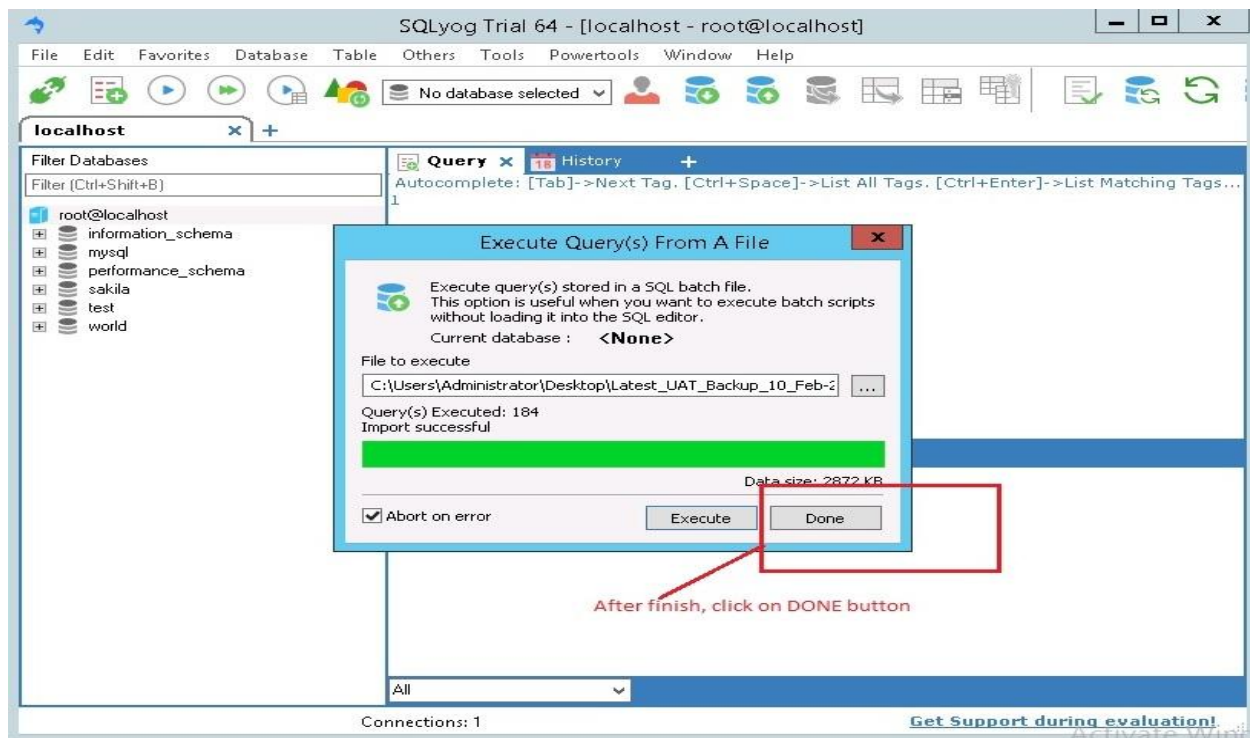 SQLyog Trial 64 - [localhost - root@localhost]
File Edit Favorites Database Table Others Tools Powertools Window Help
No database selected
localhost
Filter Databases
Filter (Ctrl+Shift+B)
root@localhost
information_schema
mysql
performance_schema
sakila
test
world
Query
18 History
Autocomplete: [Tab]->Next Tag. [Ctrl+Space]->List All Tags. [Ctrl+Enter]->List Matching Tags...
1
Execute Query(s) From A File
Execute query(s) stored in a SQL batch file.
This option is useful when you want to execute batch scripts
without loading it into the SQL editor.
Current database : <None>
File to execute
C:\Users\Administrator\Desktop\Latest_UAT_Backup_10_Feb-2
...
Query(s) Executed: 184
Import successful
Data size: 2872 KB
Abort on error
Execute
Done
After finish, click on DONE button
All
Connections: 1
Get Support during evaluation!
Activate